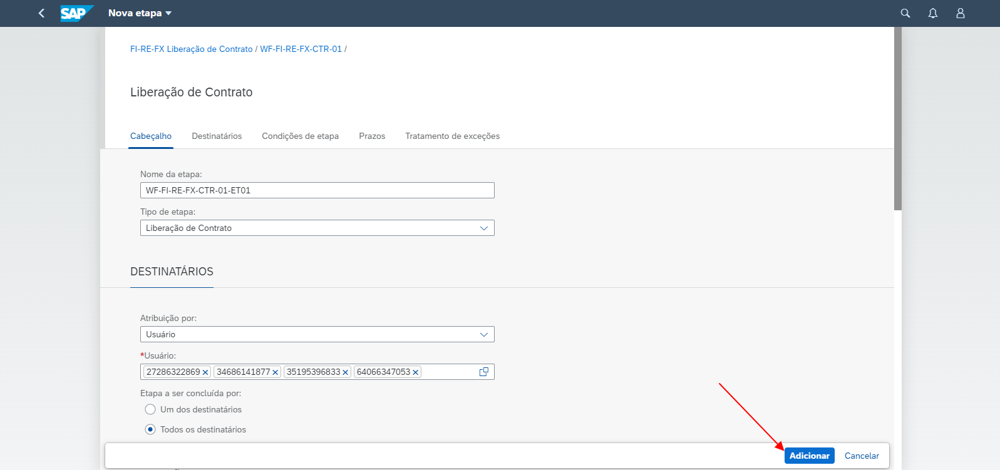 SAP Nova etapa
FI-RE-FX Liberação de Contrato / WF-FI-RE-FX-CTR-01 /
Liberação de Contrato
Cabeçalho Destinatários Condições de etapa Prazos Tratamento de exceções
Nome da etapa:
WF-FI-RE-FX-CTR-01-ET01
Tipo de etapa:
Liberação de Contrato
DESTINATÁRIOS
Atribuição por:
Usuário
*Usuário:
27286322869 34686141877 35195396833 64066347053
Etapa a ser concluída por:
Um dos destinatários
Todos os destinatários
Adicionar Cancelar